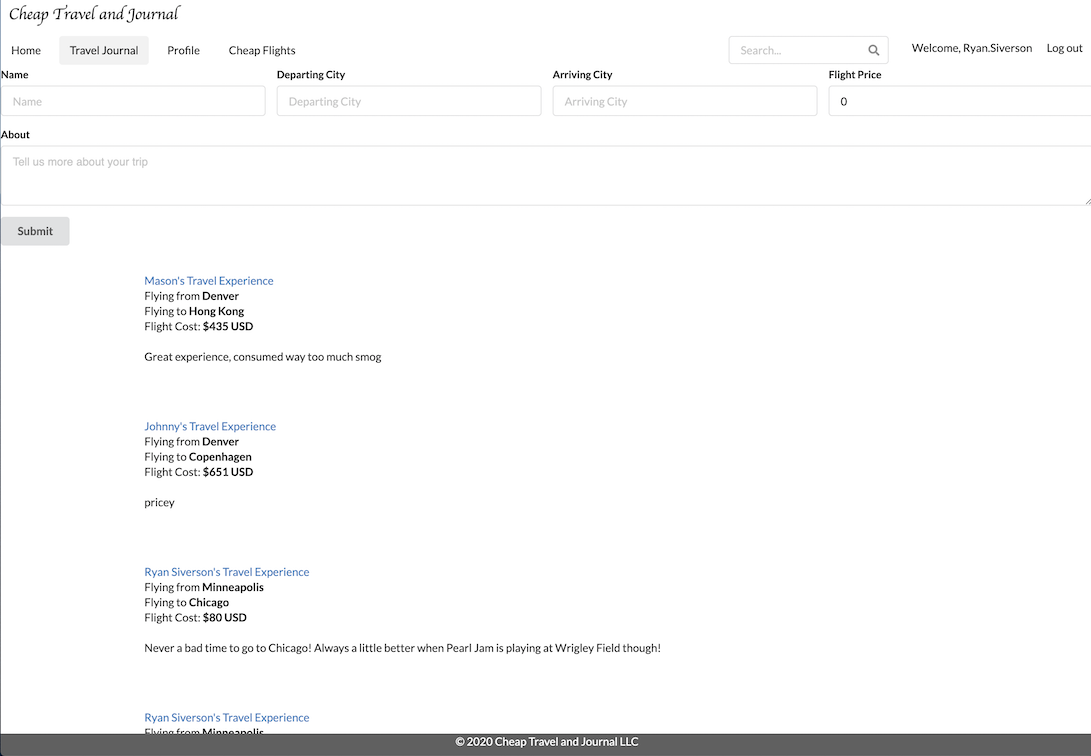 Cheap Travel and Journal
Home Travel Journal Profile Cheap Flights Search... Welcome, Ryan.Siverson Log out
Name Departing City Arriving City Flight Price
Name Departing City Arriving City 0
About
Tell us more about your trip
Submit
Mason's Travel Experience
Flying from Denver
Flying to Hong Kong
Flight Cost: $435 USD
Great experience, consumed way too much smog
Johnny's Travel Experience
Flying from Denver
Flying to Copenhagen
Flight Cost: $651 USD
pricey
Ryan Siverson's Travel Experience
Flying from Minneapolis
Flying to Chicago
Flight Cost: $80 USD
Never a bad time to go to Chicago! Always a little better when Pearl Jam is playing at Wrigley Field though!
Ryan Siverson's Travel Experience
Flying from Minneapolis
© 2020 Cheap Travel and Journal LLC